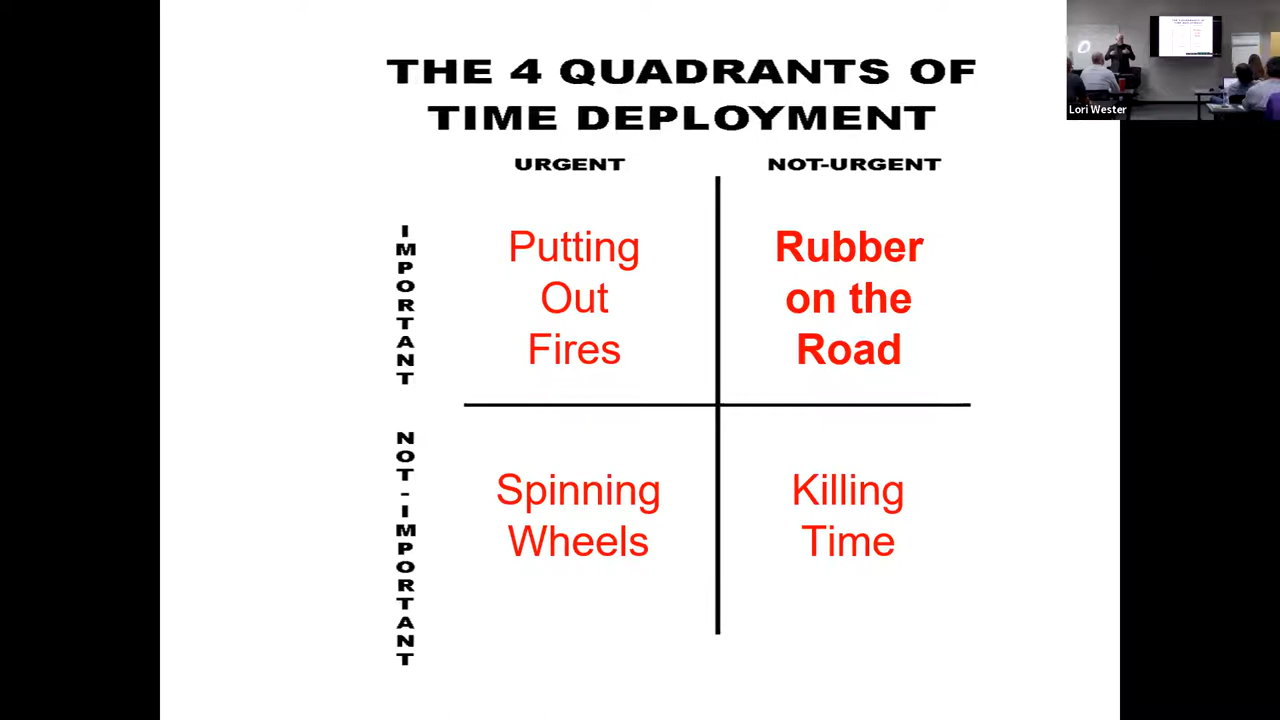 THE 4 QUADRANTS OF
TIME DEPLOYMENT
URGENT
NOT-URGENT
IMPORTANT
Putting
Out
Fires
Rubber
on the
Road
NOT-IMPORTANT
Spinning
Wheels
Killing
Time
Lori Wester